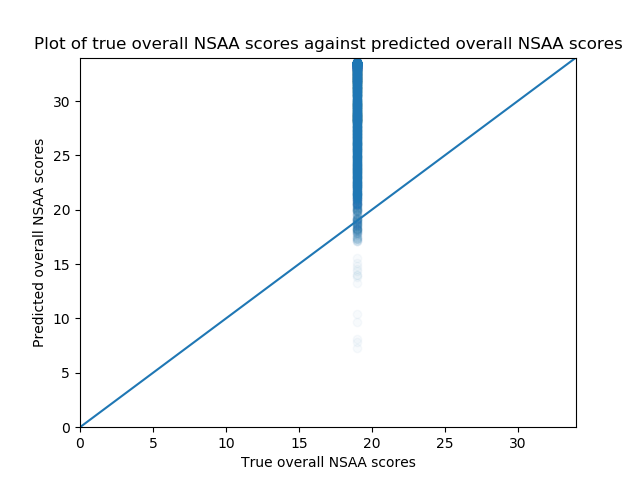 Plot of true overall NSAA scores against predicted overall NSAA scores
30
25
20
15
10
5
0
Predicted overall NSAA scores
0 5 10 15 20 25 30
True overall NSAA scores